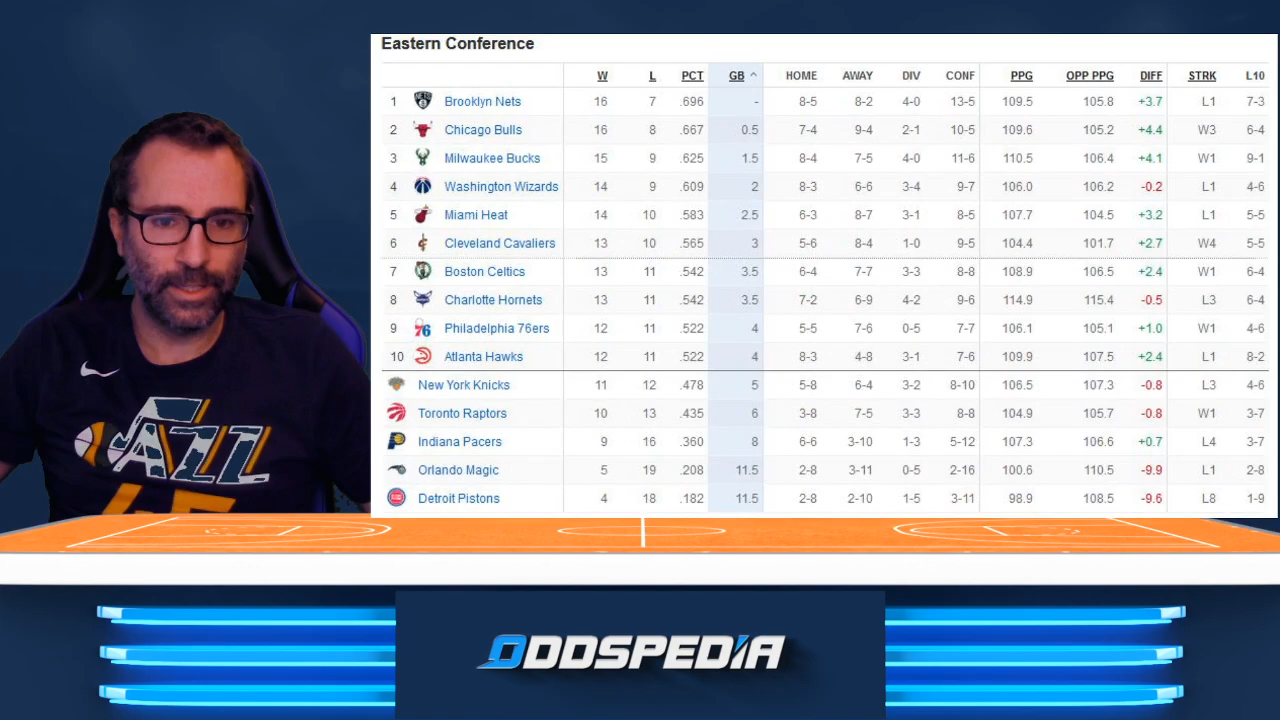 Eastern Conference
W L PCT GB ^ HOME AWAY DIV CONF PPG OPP PPG DIFF STRK L10
1 Brooklyn Nets 16 7 .696 - 8-5 8-2 4-0 13-5 109.5 105.8 +3.7 L1 7-3
2 Chicago Bulls 16 8 .667 0.5 7-4 9-4 2-1 10-5 109.6 105.2 +4.4 W3 6-4
3 Milwaukee Bucks 15 9 .625 1.5 8-4 7-5 4-0 11-6 110.5 106.4 +4.1 W1 9-1
4 Washington Wizards 14 9 .609 2 8-3 6-6 3-4 9-7 106.0 106.2 -0.2 L1 4-6
5 Miami Heat 14 10 .583 2.5 6-3 8-7 3-1 8-5 107.7 104.5 +3.2 L1 5-5
6 Cleveland Cavaliers 13 10 .565 3 5-6 8-4 1-0 9-5 104.4 101.7 +2.7 W4 5-5
7 Boston Celtics 13 11 .542 3.5 6-4 7-7 3-3 8-8 108.9 106.5 +2.4 W1 6-4
8 Charlotte Hornets 13 11 .542 3.5 7-2 6-9 4-2 9-6 114.9 115.4 -0.5 L3 6-4
9 76 Philadelphia 76ers 12 11 .522 4 5-5 7-6 0-5 7-7 106.1 105.1 +1.0 W1 4-6
10 Atlanta Hawks 12 11 .522 4 8-3 4-8 3-1 7-6 109.9 107.5 +2.4 L1 8-2
New York Knicks 11 12 .478 5 5-8 6-4 3-2 8-10 106.5 107.3 -0.8 L3 4-6
Toronto Raptors 10 13 .435 6 3-8 7-5 3-3 8-8 104.9 105.7 -0.8 W1 3-7
Indiana Pacers 9 16 .360 8 6-6 3-10 1-3 5-12 107.3 106.6 +0.7 L4 3-7
Orlando Magic 5 19 .208 11.5 2-8 3-11 0-5 2-16 100.6 110.5 -9.9 L1 2-8
Detroit Pistons 4 18 .182 11.5 2-8 2-10 1-5 3-11 98.9 108.5 -9.6 L8 1-9
JAZZ
ODDSPEDIA